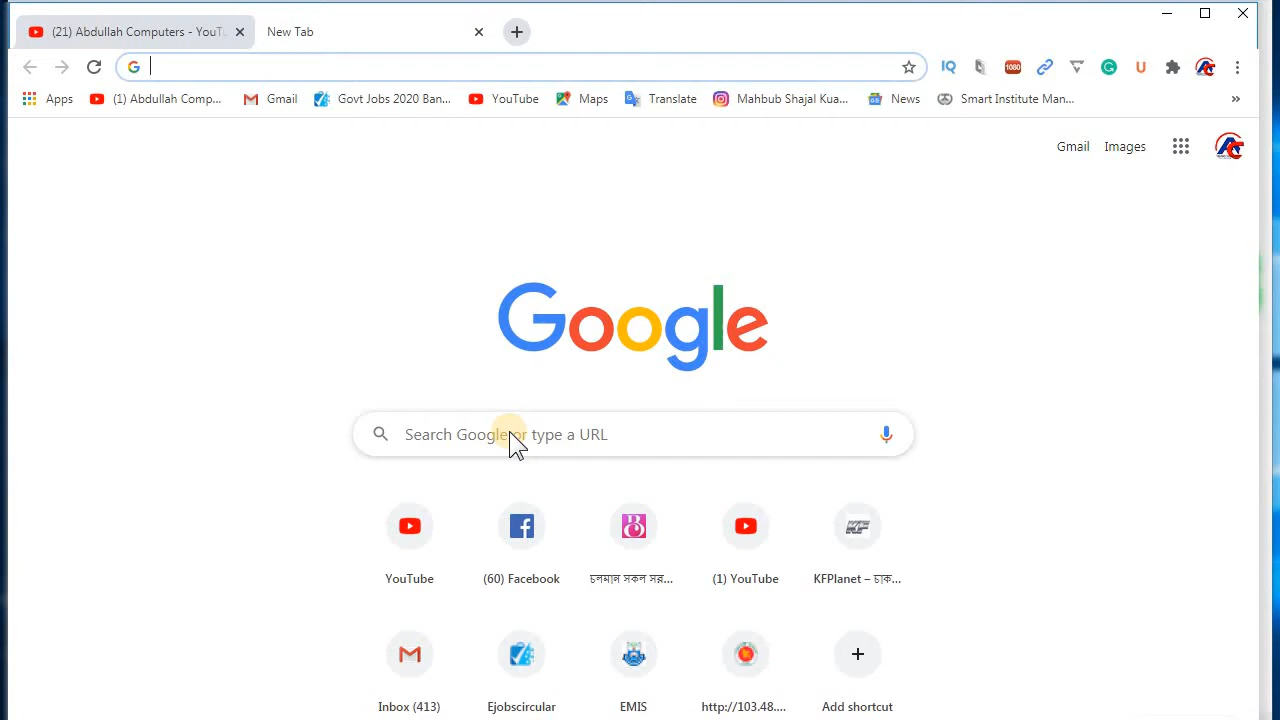 (21) Abdullah Computers - YouT
New Tab
IQ
1080
U
Apps (1) Abdullah Comp... Gmail Govt Jobs 2020 Ban... YouTube Maps Translate Mahbub Shajal Kua... News Smart Institute Man... »
Gmail Images
Google
Search Google or type a URL
YouTube (60) Facebook চলমান সকল সর... (1) YouTube KFPlanet – চাক...
Inbox (413) Ejobscircular EMIS http://103.48.... Add shortcut